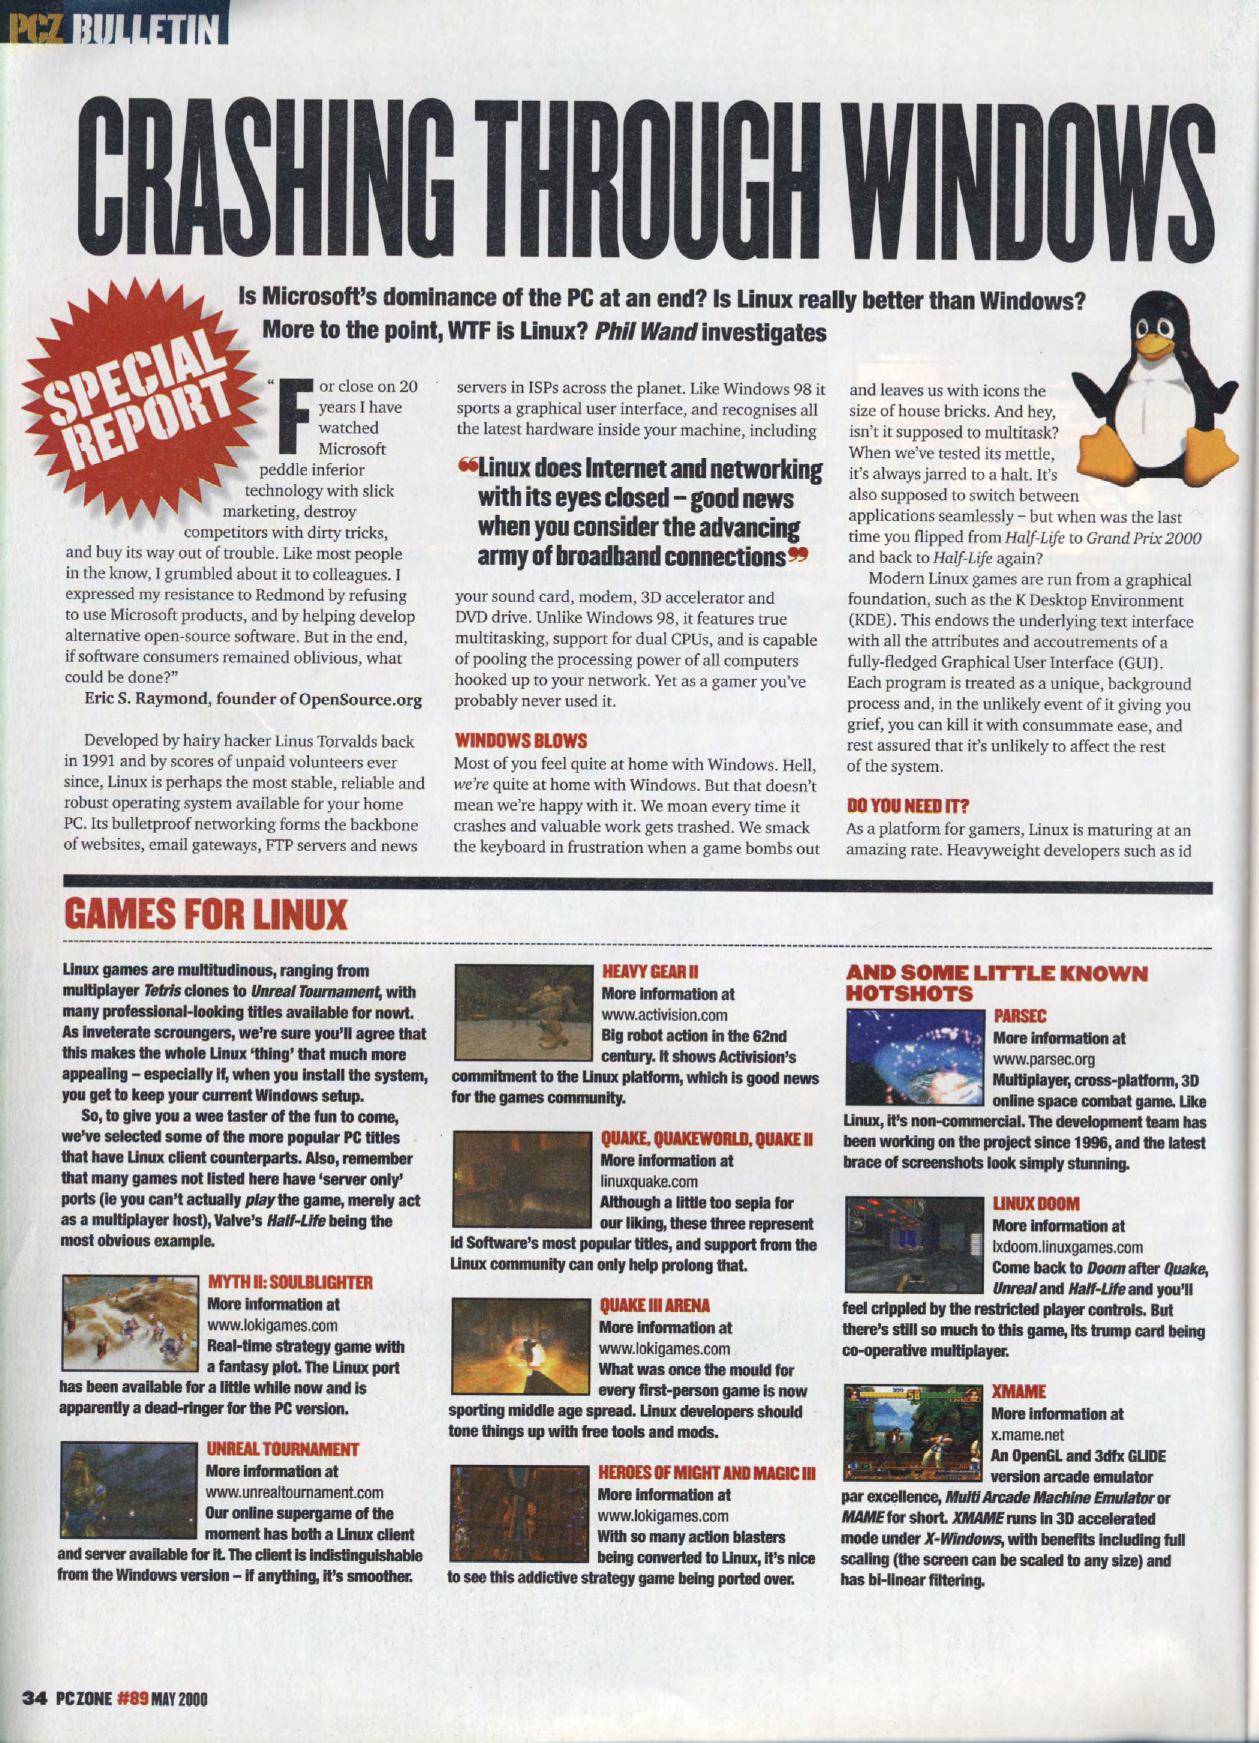 PCZ BULLETIN
CRASHING THROUGH WINDOWS
Is Microsoft's dominance of the PC at an end? Is Linux really better than Windows?
More to the point, WTF is Linux? Phil Wand investigates
SPECIAL
REPORT
"For close on 20
years I have
watched
Microsoft
peddle inferior
technology with slick
marketing, destroy
competitors with dirty tricks,
and buy its way out of trouble. Like most people
in the know, I grumbled about it to colleagues. I
expressed my resistance to Redmond by refusing
to use Microsoft products, and by helping develop
alternative open-source software. But in the end,
if software consumers remained oblivious, what
could be done?"
Eric S. Raymond, founder of OpenSource.org
Developed by hairy hacker Linus Torvalds back
in 1991 and by scores of unpaid volunteers ever
since, Linux is perhaps the most stable, reliable and
robust operating system available for your home
PC. Its bulletproof networking forms the backbone
of websites, email gateways, FTP servers and news
servers in ISPs across the planet. Like Windows 98 it
sports a graphical user interface, and recognises all
the latest hardware inside your machine, including
"Linux does Internet and networking
with its eyes closed – good news
when you consider the advancing
army of broadband connections"
your sound card, modem, 3D accelerator and
DVD drive. Unlike Windows 98, it features true
multitasking, support for dual CPUs, and is capable
of pooling the processing power of all computers
hooked up to your network. Yet as a gamer you've
probably never used it.
WINDOWS BLOWS
Most of you feel quite at home with Windows. Hell,
we're quite at home with Windows. But that doesn't
mean we're happy with it. We moan every time it
crashes and valuable work gets trashed. We smack
the keyboard in frustration when a game bombs out
and leaves us with icons the
size of house bricks. And hey,
isn't it supposed to multitask?
When we've tested its mettle,
it's always jarred to a halt. It's
also supposed to switch between
applications seamlessly – but when was the last
time you flipped from Half-Life to Grand Prix 2000
and back to Half-Life again?
Modern Linux games are run from a graphical
foundation, such as the K Desktop Environment
(KDE). This endows the underlying text interface
with all the attributes and accoutrements of a
fully-fledged Graphical User Interface (GUI).
Each program is treated as a unique, background
process and, in the unlikely event of it giving you
grief, you can kill it with consummate ease, and
rest assured that it's unlikely to affect the rest
of the system.
DO YOU NEED IT?
As a platform for gamers, Linux is maturing at an
amazing rate. Heavyweight developers such as id
GAMES FOR LINUX
Linux games are multitudinous, ranging from
multiplayer Tetris clones to Unreal Tournament, with
many professional-looking titles available for nowt.
As inveterate scroungers, we're sure you'll agree that
this makes the whole Linux 'thing' that much more
appealing – especially if, when you install the system,
you get to keep your current Windows setup.
So, to give you a wee taster of the fun to come,
we've selected some of the more popular PC titles
that have Linux client counterparts. Also, remember
that many games not listed here have 'server only'
ports (ie you can't actually play the game, merely act
as a multiplayer host), Valve's Half-Life being the
most obvious example.
MYTH II: SOULBLIGHTER
More information at
www.lokigames.com
Real-time strategy game with
a fantasy plot. The Linux port
has been available for a little while now and is
apparently a dead-ringer for the PC version.
UNREAL TOURNAMENT
More information at
www.unrealtournament.com
Our online supergame of the
moment has both a Linux client
and server available for it. The client is indistinguishable
from the Windows version – if anything, it's smoother.
HEAVY GEAR II
More information at
www.activision.com
Big robot action in the 62nd
century. It shows Activision's
commitment to the Linux platform, which is good news
for the games community.
QUAKE, QUAKEWORLD, QUAKE II
More information at
linuxquake.com
Although a little too sepia for
our liking, these three represent
id Software's most popular titles, and support from the
Linux community can only help prolong that.
QUAKE III ARENA
More information at
www.lokigames.com
What was once the mould for
every first-person game is now
sporting middle age spread. Linux developers should
tone things up with free tools and mods.
HEROES OF MIGHT AND MAGIC III
More information at
www.lokigames.com
With so many action blasters
being converted to Linux, it's nice
to see this addictive strategy game being ported over.
AND SOME LITTLE KNOWN
HOTSHOTS
PARSEC
More information at
www.parsec.org
Multiplayer, cross-platform, 3D
online space combat game. Like
Linux, it's non-commercial. The development team has
been working on the project since 1996, and the latest
brace of screenshots look simply stunning.
LINUX DOOM
More information at
lxdoom.linuxgames.com
Come back to Doom after Quake,
Unreal and Half-Life and you'll
feel crippled by the restricted player controls. But
there's still so much to this game, its trump card being
co-operative multiplayer.
58
XMAME
More information at
x.mame.net
An OpenGL and 3dfx GLIDE
version arcade emulator
par excellence, Multi Arcade Machine Emulator or
MAME for short. XMAME runs in 3D accelerated
mode under X-Windows, with benefits including full
scaling (the screen can be scaled to any size) and
has bi-linear filtering.
34 PCZONE #89 MAY 2000